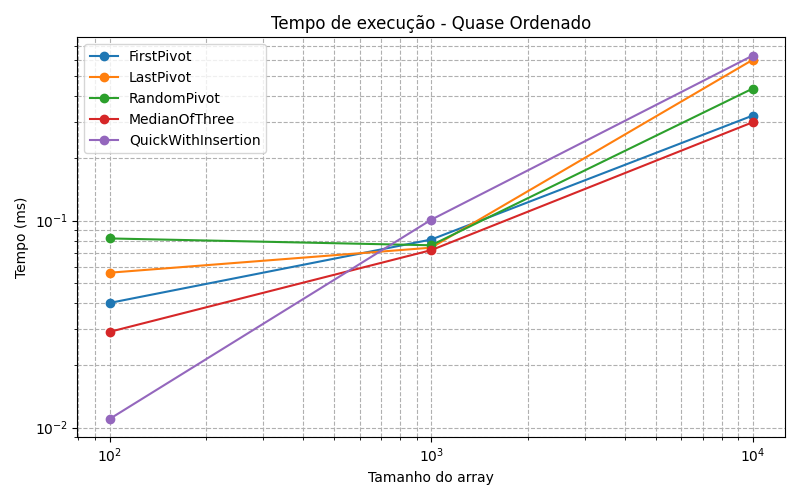 Tempo de execução - Quase Ordenado
FirstPivot
LastPivot
RandomPivot
MedianOfThree
QuickWithInsertion
Tempo (ms)
10⁻¹
10⁻²
10²
10³
10⁴
Tamanho do array